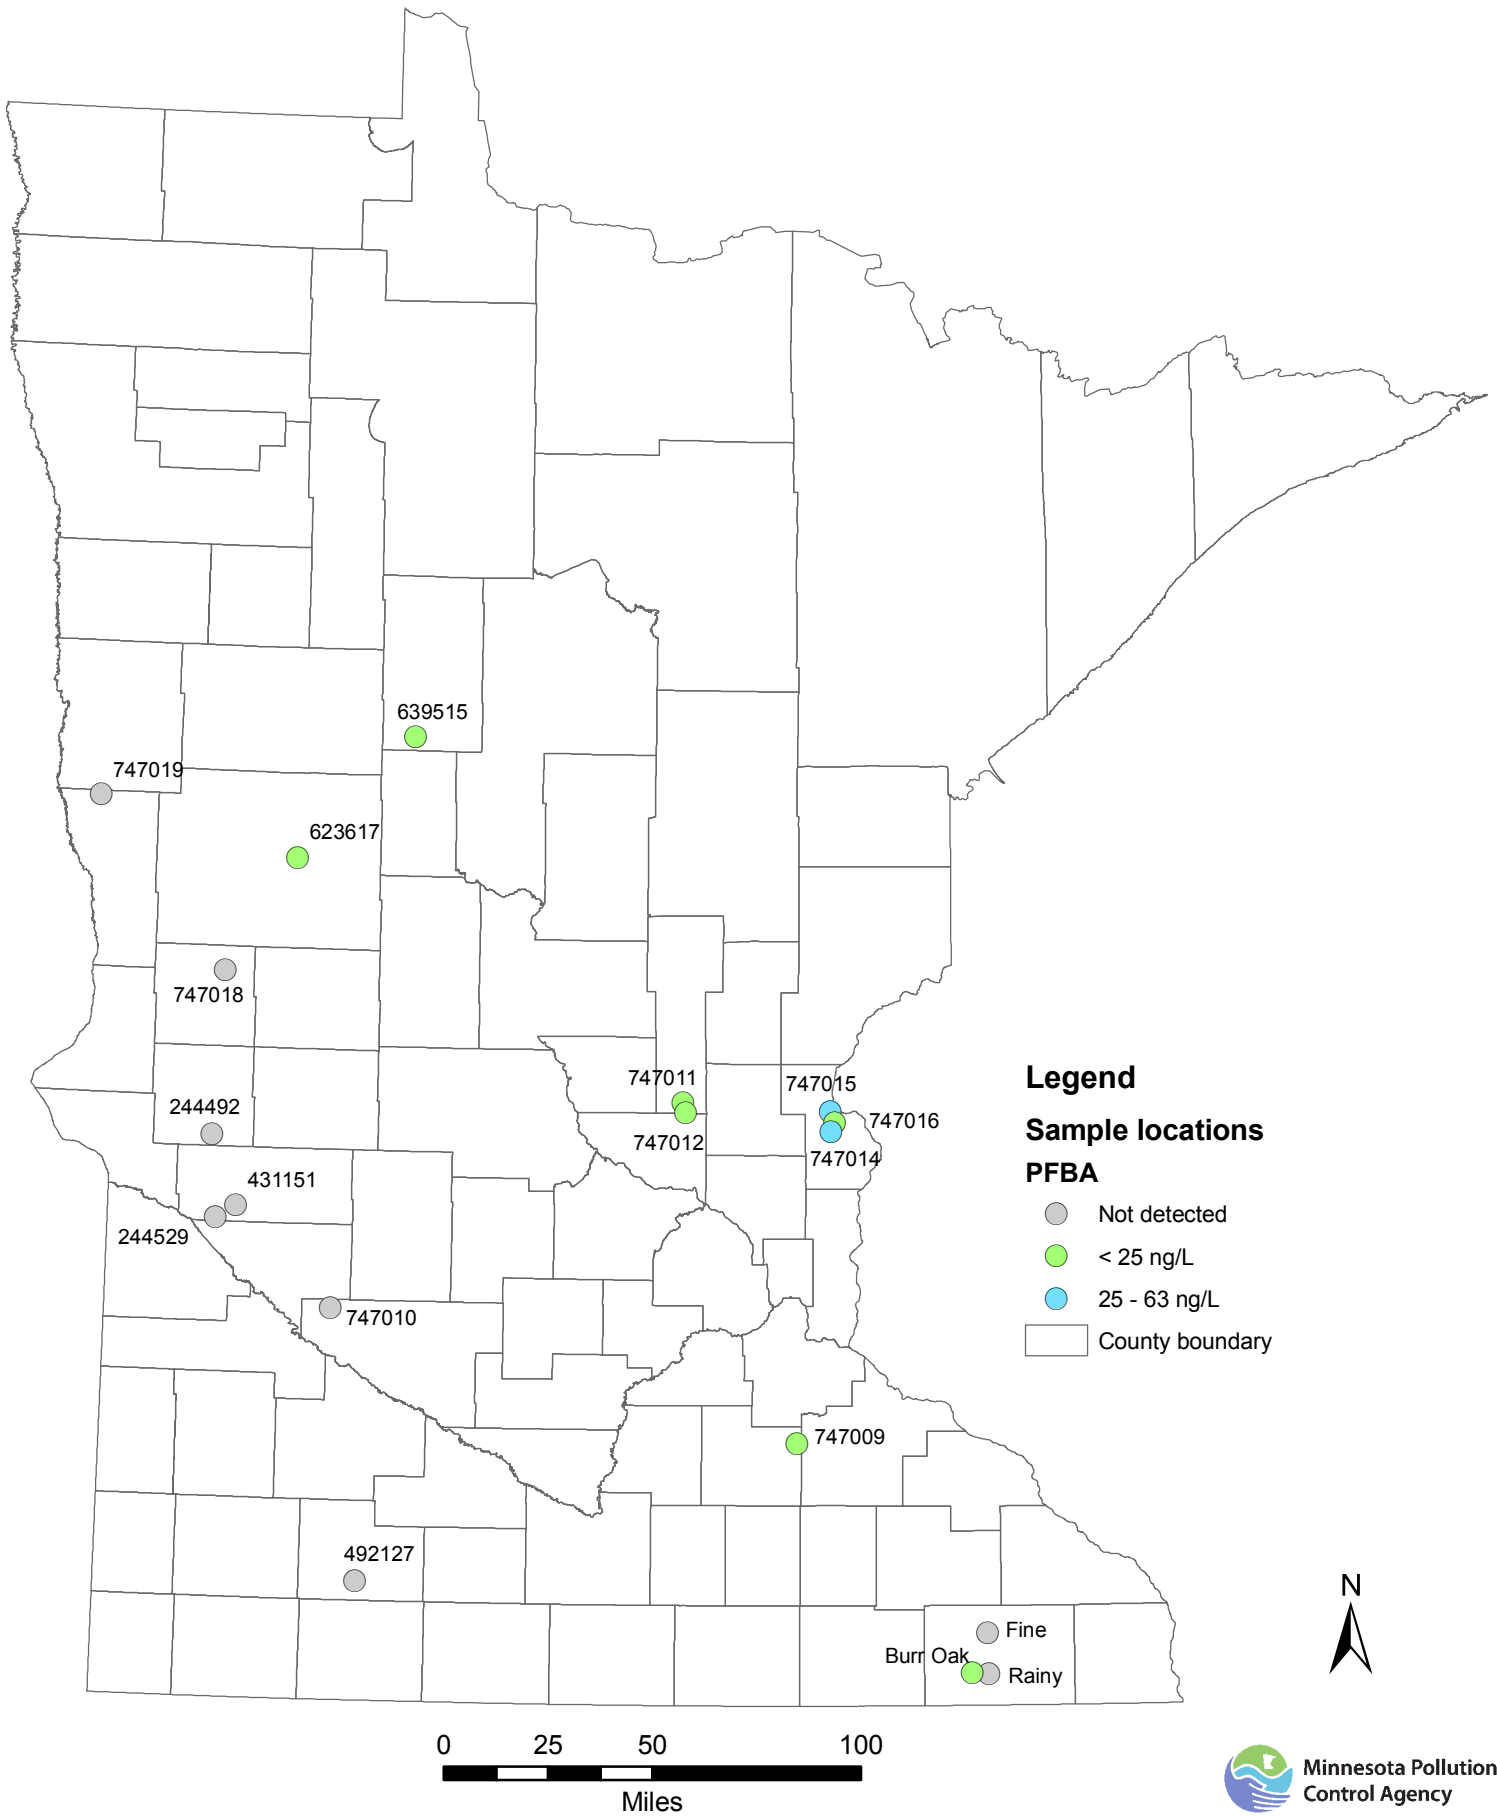 639515
747019
623617
747018
747011
747015
244492
747016
747012
747014
431151
244529
747010
747009
492127
Fine
Burr Oak
Rainy
Legend
Sample locations
PFBA
Not detected
< 25 ng/L
25 - 63 ng/L
County boundary
N
0 25 50 100
Miles
Minnesota Pollution
Control Agency